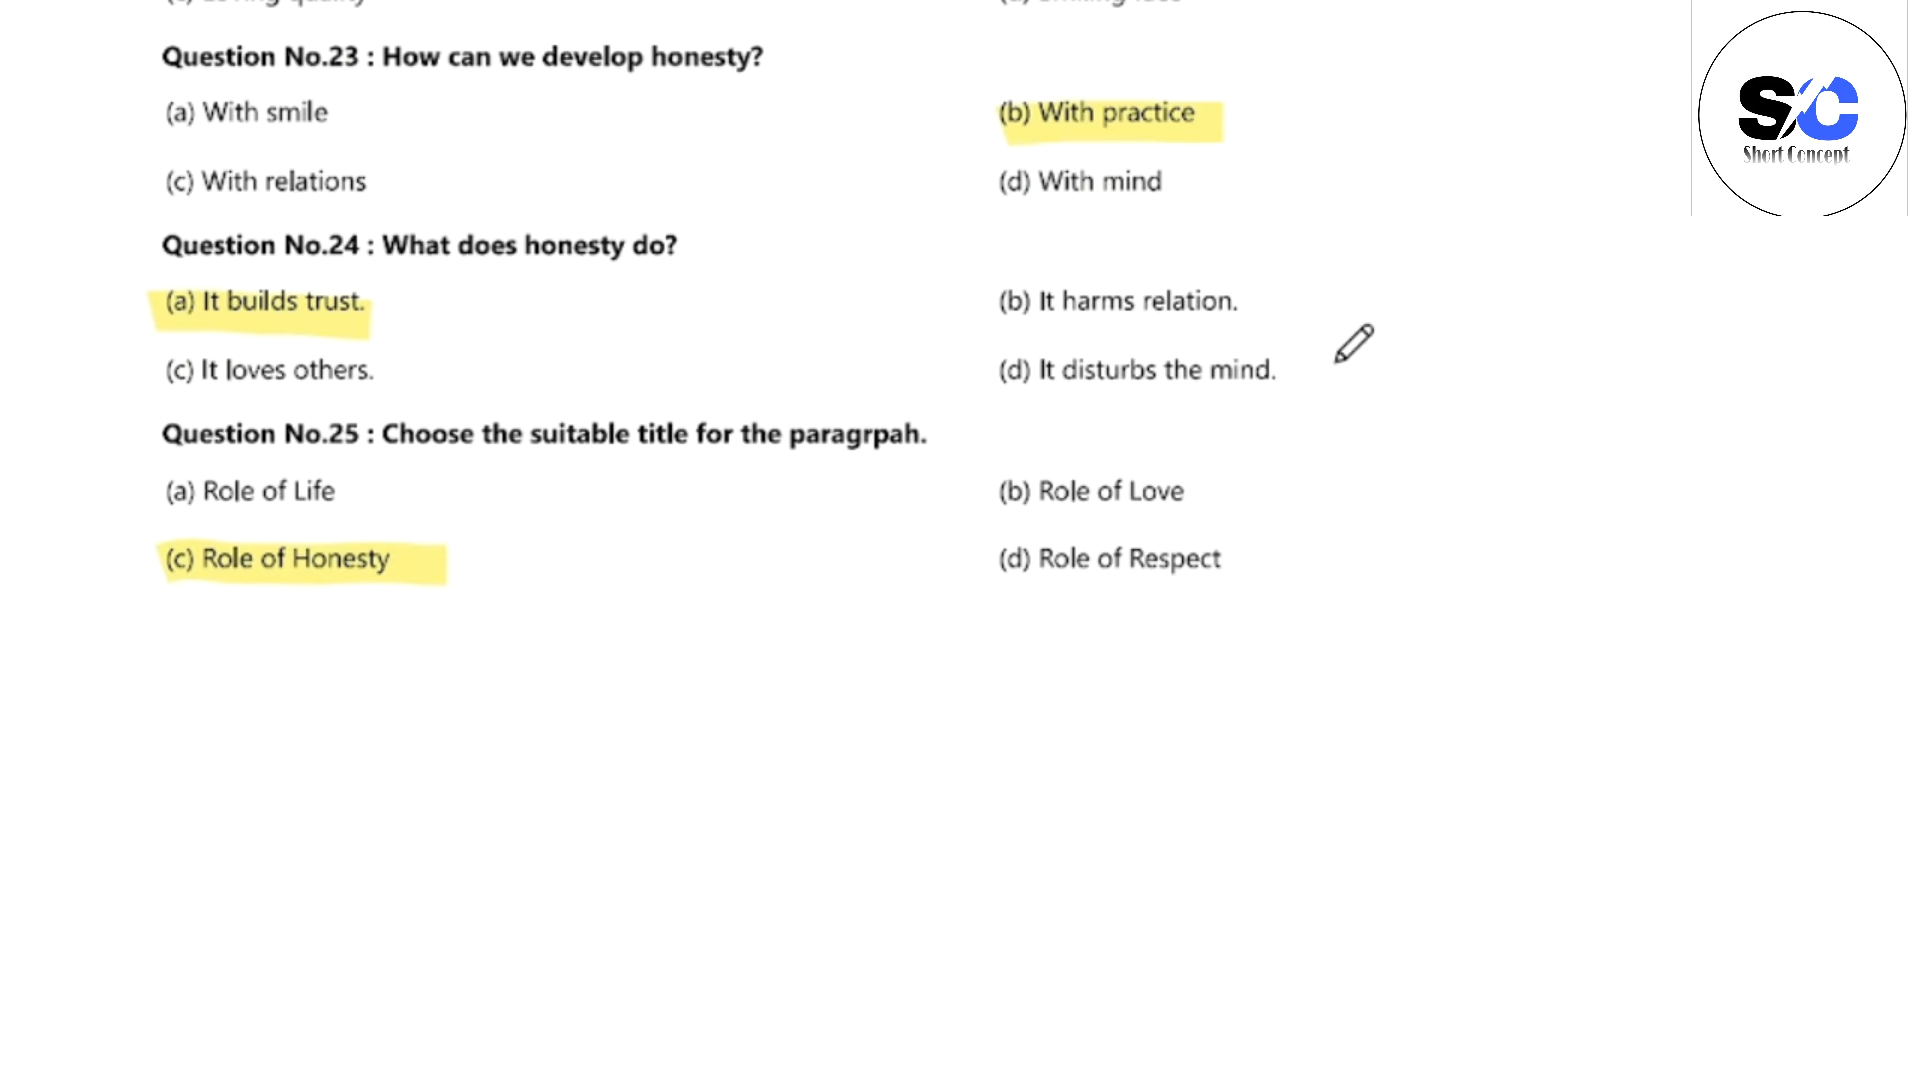 Question No.23 : How can we develop honesty?
(a) With smile (b) With practice
(c) With relations (d) With mind
Question No.24 : What does honesty do?
(a) It builds trust. (b) It harms relation.
(c) It loves others. (d) It disturbs the mind.
Question No.25 : Choose the suitable title for the paragrpah.
(a) Role of Life (b) Role of Love
(c) Role of Honesty (d) Role of Respect
SC
Short Concept